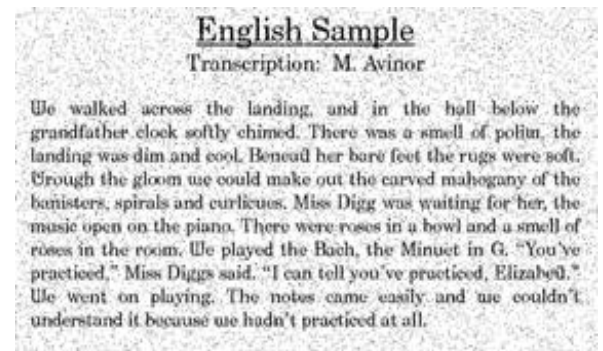 English Sample
Transcription: M. Avinor
We walked across the landing, and in the hall below the
grandfather clock softly chimed. There was a smell of the
landing was dim and cool. her bare feet the rugs were soft.
the gloom we could make out the carved mahogany of the
banisters, spirals and curlicues. Miss Digg was waiting for her, the
music open on the piano. There were roses in a bowl and a smell of
roses in the room. We played the Bach, the Minuet in G. “You’ve
practiced,” Miss Diggs said. “I can tell you’ve practiced,
We went on playing. The notes came easily and we couldn’t
understand it because we hadn’t practiced at all.